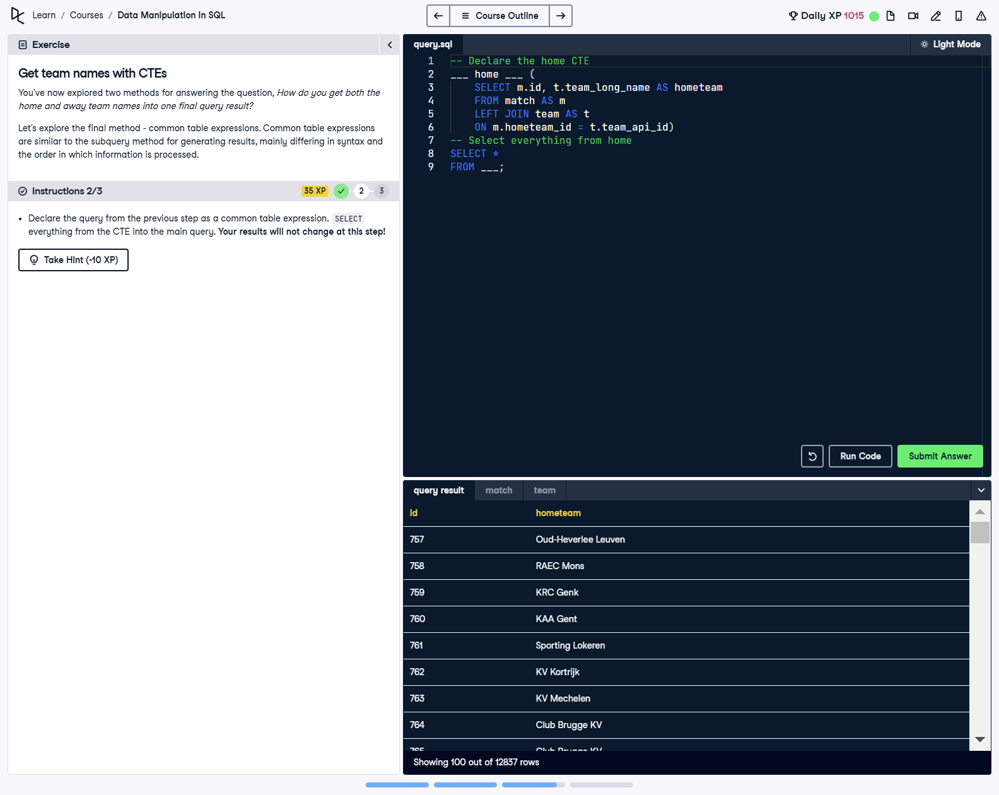 Learn / Courses / Data Manipulation in SQL
Course Outline
Daily XP 1015
Exercise
Get team names with CTEs
You've now explored two methods for answering the question, How do you get both the
home and away team names into one final query result?
Let's explore the final method - common table expressions. Common table expressions
are similar to the subquery method for generating results, mainly differing in syntax and
the order in which information is processed.
Instructions 2/3
35 XP
2
3
• Declare the query from the previous step as a common table expression. SELECT
everything from the CTE into the main query. Your results will not change at this step!
Take Hint (-10 XP)
query.sql
Light Mode
1 -- Declare the home CTE
2 ___ home ___ (
3 SELECT m.id, t.team_long_name AS hometeam
4 FROM match AS m
5 LEFT JOIN team AS t
6 ON m.hometeam_id = t.team_api_id)
7 -- Select everything from home
8 SELECT *
9 FROM ___;
Run Code
Submit Answer
query result match team
id hometeam
757 Oud-Heverlee Leuven
758 RAEC Mons
759 KRC Genk
760 KAA Gent
761 Sporting Lokeren
762 KV Kortrijk
763 KV Mechelen
764 Club Brugge KV
765 Club Brugge KV
Showing 100 out of 12837 rows